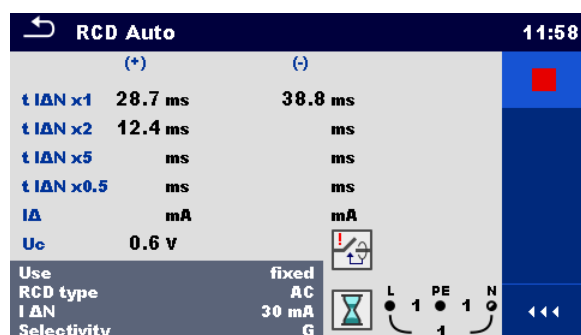 RCD Auto 11:58
(+) (-)
t IΔN x1 28.7 ms 38.8 ms
t IΔN x2 12.4 ms ms
t IΔN x5 ms ms
t IΔN x0.5 ms ms
IΔ mA mA
Uc 0.6 V
Use fixed
RCD type AC
I ΔN 30 mA
Selectivity G
L PE N
1 1
1